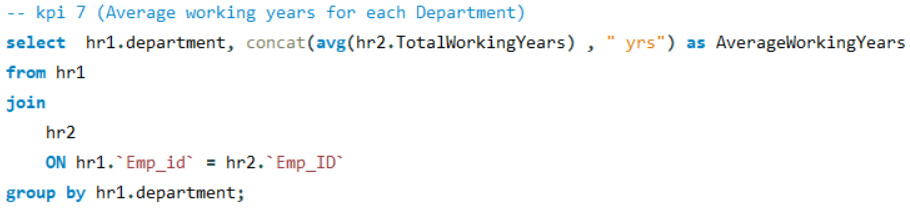 -- kpi 7 (Average working years for each Department)
select  hr1.department, concat(avg(hr2.TotalWorkingYears) , " yrs") as AverageWorkingYears
from hr1
join
    hr2
    ON hr1.`Emp_id` = hr2.`Emp_ID`
group by hr1.department;